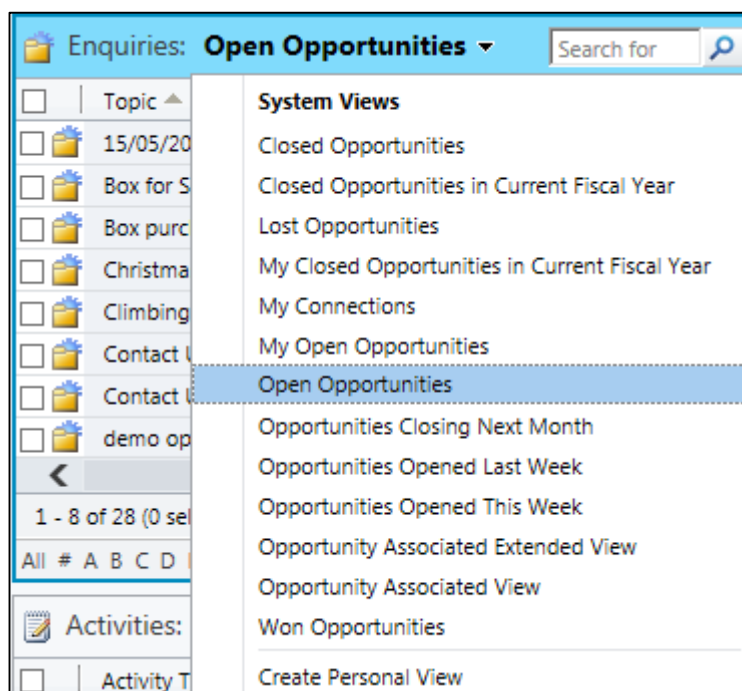 Enquiries: Open Opportunities Search for
Topic
System Views
15/05/20
Closed Opportunities
Box for S
Closed Opportunities in Current Fiscal Year
Box purc
Lost Opportunities
Christma
My Closed Opportunities in Current Fiscal Year
Climbing
My Connections
Contact U
My Open Opportunities
Contact U
Open Opportunities
demo op
Opportunities Closing Next Month
Opportunities Opened Last Week
1 - 8 of 28 (0 sel
Opportunities Opened This Week
All # A B C D
Opportunity Associated Extended View
Opportunity Associated View
Activities:
Won Opportunities
Activity T
Create Personal View